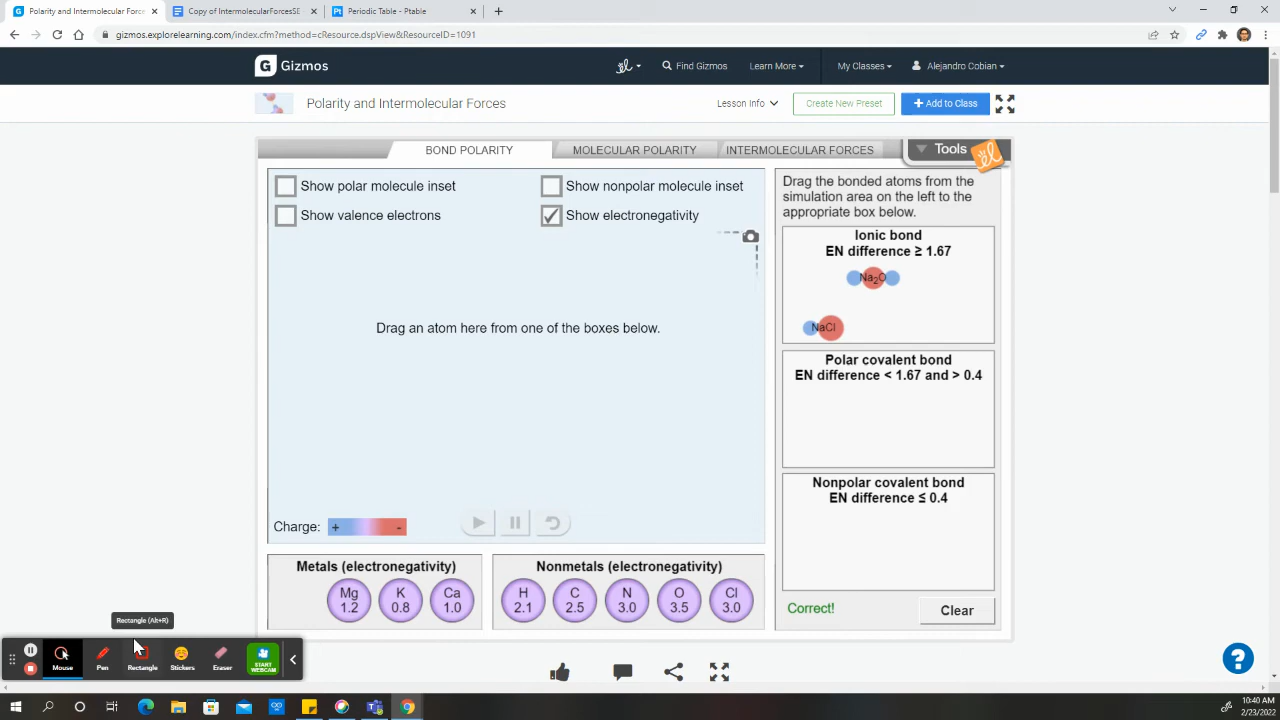 Polarity and Intermolecular Force
Copy of IntermolecularForcesSE
Pt
Periodic Table - Ptable
gizmos.explorelearning.com/index.cfm?method=cResource.dspView&ResourceID=1091
G
Gizmos
Find Gizmos
Learn More
My Classes
Alejandro Cobian
Polarity and Intermolecular Forces
Lesson Info
Create New Preset
+ Add to Class
BOND POLARITY
MOLECULAR POLARITY
INTERMOLECULAR FORCES
Tools
Show polar molecule inset
Show nonpolar molecule inset
Show valence electrons
Show electronegativity
Drag an atom here from one of the boxes below.
Charge: + -
Metals (electronegativity)
Mg
1.2
K
0.8
Ca
1.0
Nonmetals (electronegativity)
H
2.1
C
2.5
N
3.0
O
3.5
Cl
3.0
Drag the bonded atoms from the
simulation area on the left to the
appropriate box below.
Ionic bond
EN difference ≥ 1.67
Na₂O
NaCl
Polar covalent bond
EN difference < 1.67 and > 0.4
Nonpolar covalent bond
EN difference ≤ 0.4
Correct!
Clear
Rectangle (Alt+R)
Mouse
Pen
Rectangle
Stickers
Eraser
START
WEBCAM
?
10:40 AM
2/23/2022